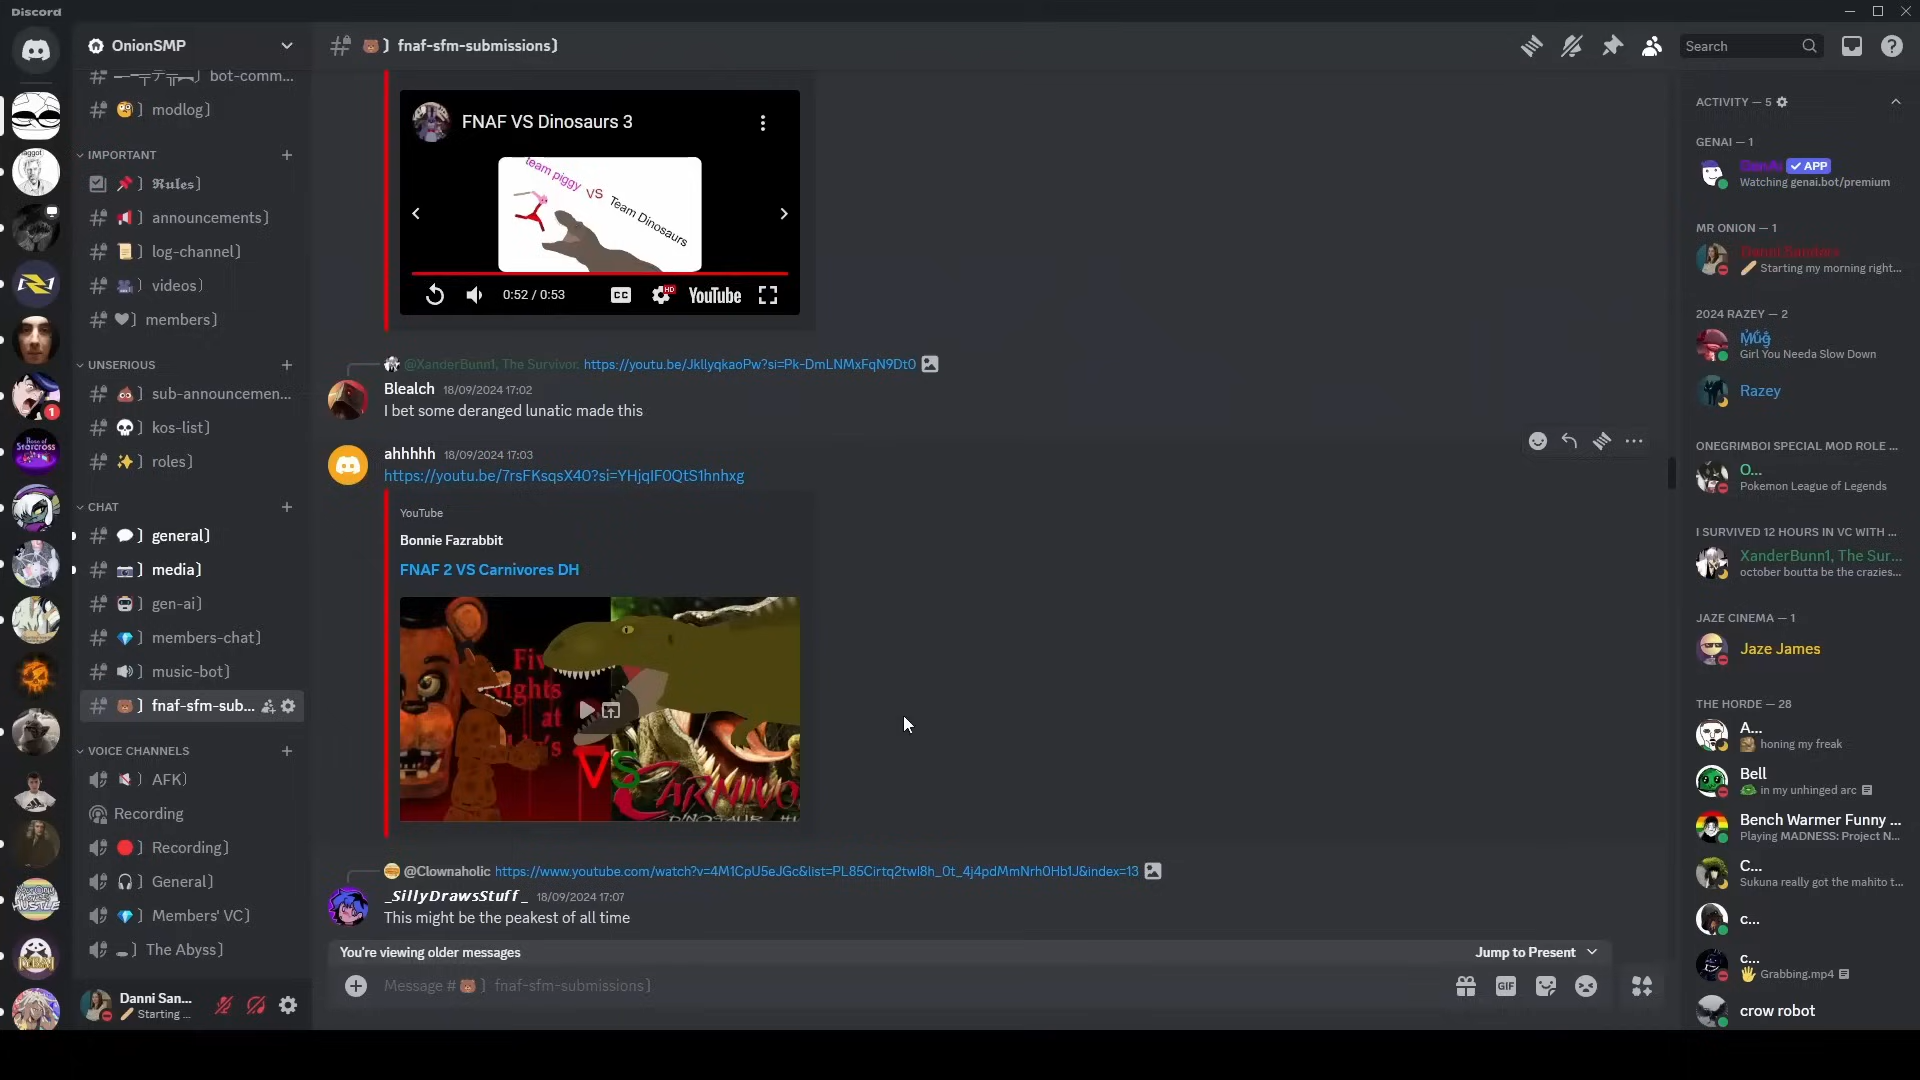 Discord
OnionSMP
bot-comm...
modlog
IMPORTANT
Rules
announcements
log-channel
videos
members
UNSERIOUS
sub-announcemen...
kos-list
roles
CHAT
general
media
gen-ai
members-chat
music-bot
fnaf-sfm-sub...
VOICE CHANNELS
AFK
Recording
Recording
General
Members' VC
The Abyss
Danni San...
Starting ...
fnaf-sfm-submissions
Search
FNAF VS Dinosaurs 3
team piggy VS Team Dinosaurs
0:52 / 0:53
CC
HD
YouTube
@XanderBunn1, The Survivor. https://youtu.be/JkllyqkaoPw?si=Pk-DmLNMxFqN9Dt0
Blealch 18/09/2024 17:02
I bet some deranged lunatic made this
ahhhhh 18/09/2024 17:03
https://youtu.be/7rsFKsqsX40?si=YHjqIF0QtS1hnhxg
YouTube
Bonnie Fazrabbit
FNAF 2 VS Carnivores DH
VS
@Clownaholic https://www.youtube.com/watch?v=4M1CpU5eJGc&list=PL85Cirtq2twl8h_0t_4j4pdMmNrh0Hb1J&index=13
_SillyDrawsStuff_ 18/09/2024 17:07
This might be the peakest of all time
You're viewing older messages
Jump to Present
Message # fnaf-sfm-submissions
GIF
ACTIVITY — 5
GENAI — 1
GenAi APP
Watching genai.bot/premium
MR ONION — 1
Danni Sanders
Starting my morning right...
2024 RAZEY — 2
Mug
Girl You Needa Slow Down
Razey
ONEGRIMBOI SPECIAL MOD ROLE ...
O...
Pokemon League of Legends
I SURVIVED 12 HOURS IN VC WITH ...
XanderBunn1, The Sur...
october boutta be the crazies...
JAZE CINEMA — 1
Jaze James
THE HORDE — 28
A...
honing my freak
Bell
in my unhinged arc
Bench Warmer Funny ...
Playing MADNESS: Project N...
C...
Sukuna really got the mahito t...
c...
c...
Grabbing.mp4
crow robot